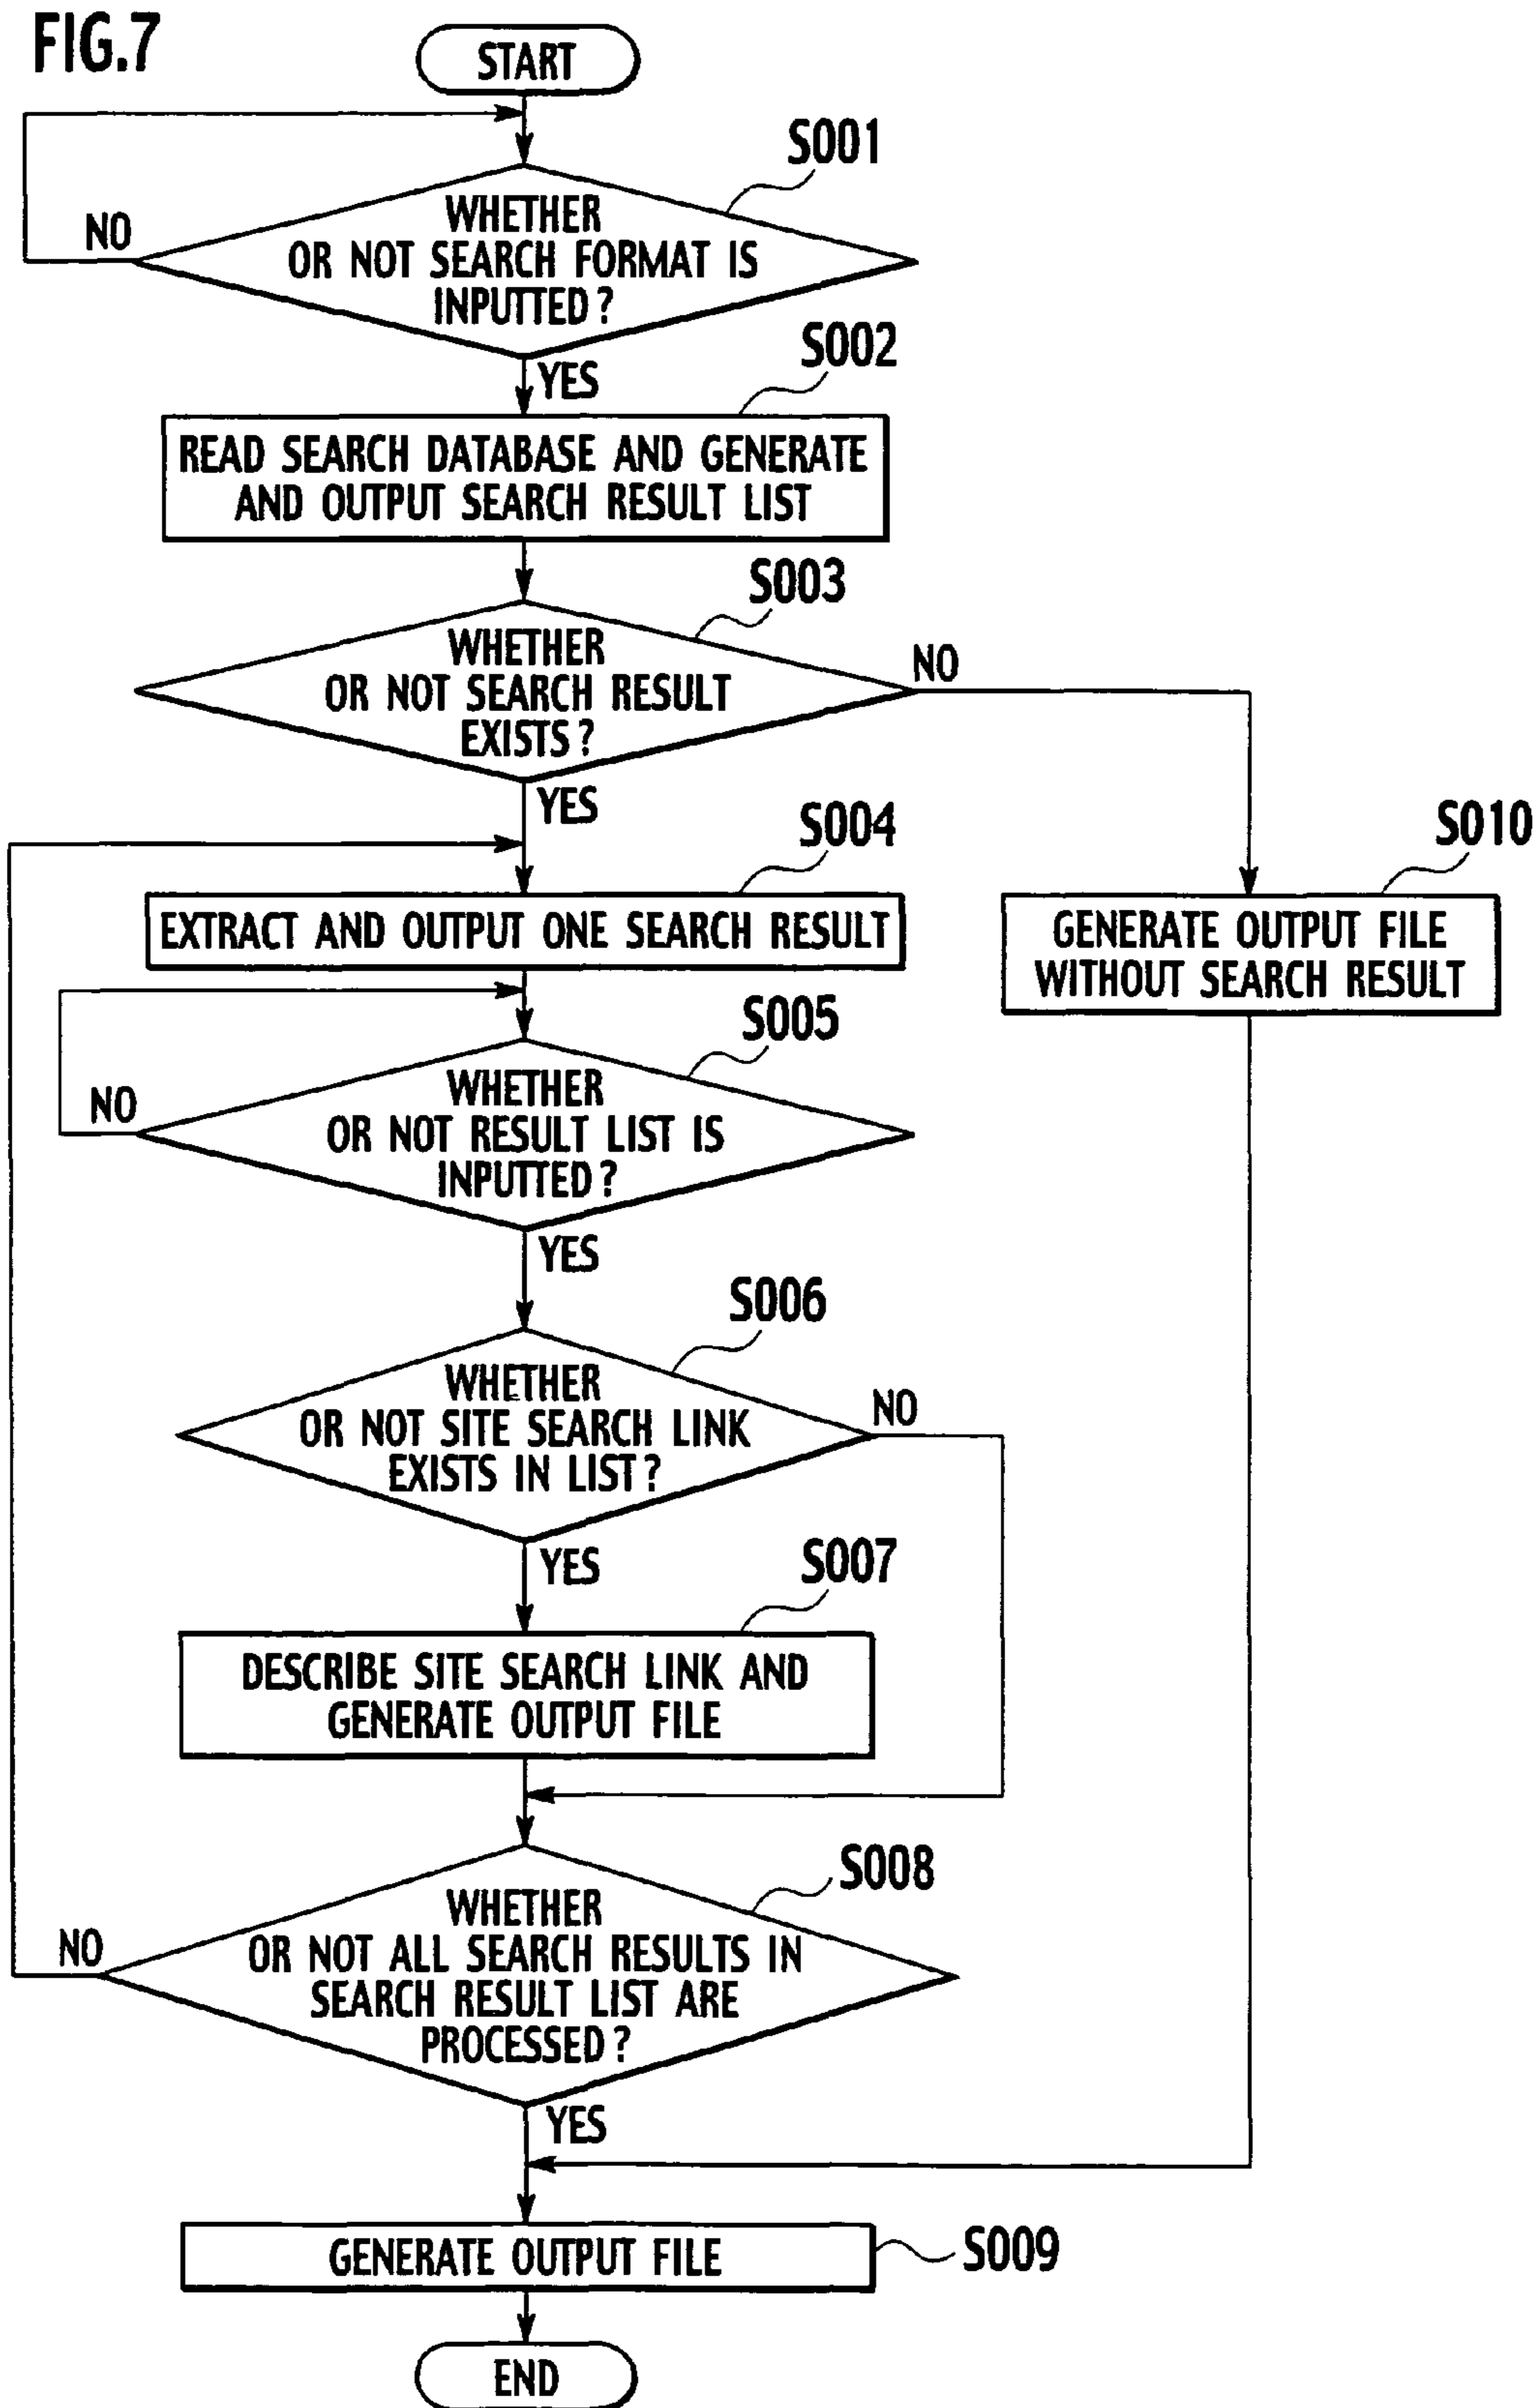 FIG.7
START
S001
WHETHER
OR NOT SEARCH FORMAT IS
INPUTTED?
NO
YES
S002
READ SEARCH DATABASE AND GENERATE
AND OUTPUT SEARCH RESULT LIST
S003
WHETHER
OR NOT SEARCH RESULT
EXISTS?
NO
YES
S004
EXTRACT AND OUTPUT ONE SEARCH RESULT
S010
GENERATE OUTPUT FILE
WITHOUT SEARCH RESULT
S005
WHETHER
OR NOT RESULT LIST IS
INPUTTED?
NO
YES
S006
WHETHER
OR NOT SITE SEARCH LINK
EXISTS IN LIST?
NO
YES
S007
DESCRIBE SITE SEARCH LINK AND
GENERATE OUTPUT FILE
S008
WHETHER
OR NOT ALL SEARCH RESULTS IN
SEARCH RESULT LIST ARE
PROCESSED?
NO
YES
GENERATE OUTPUT FILE
S009
END